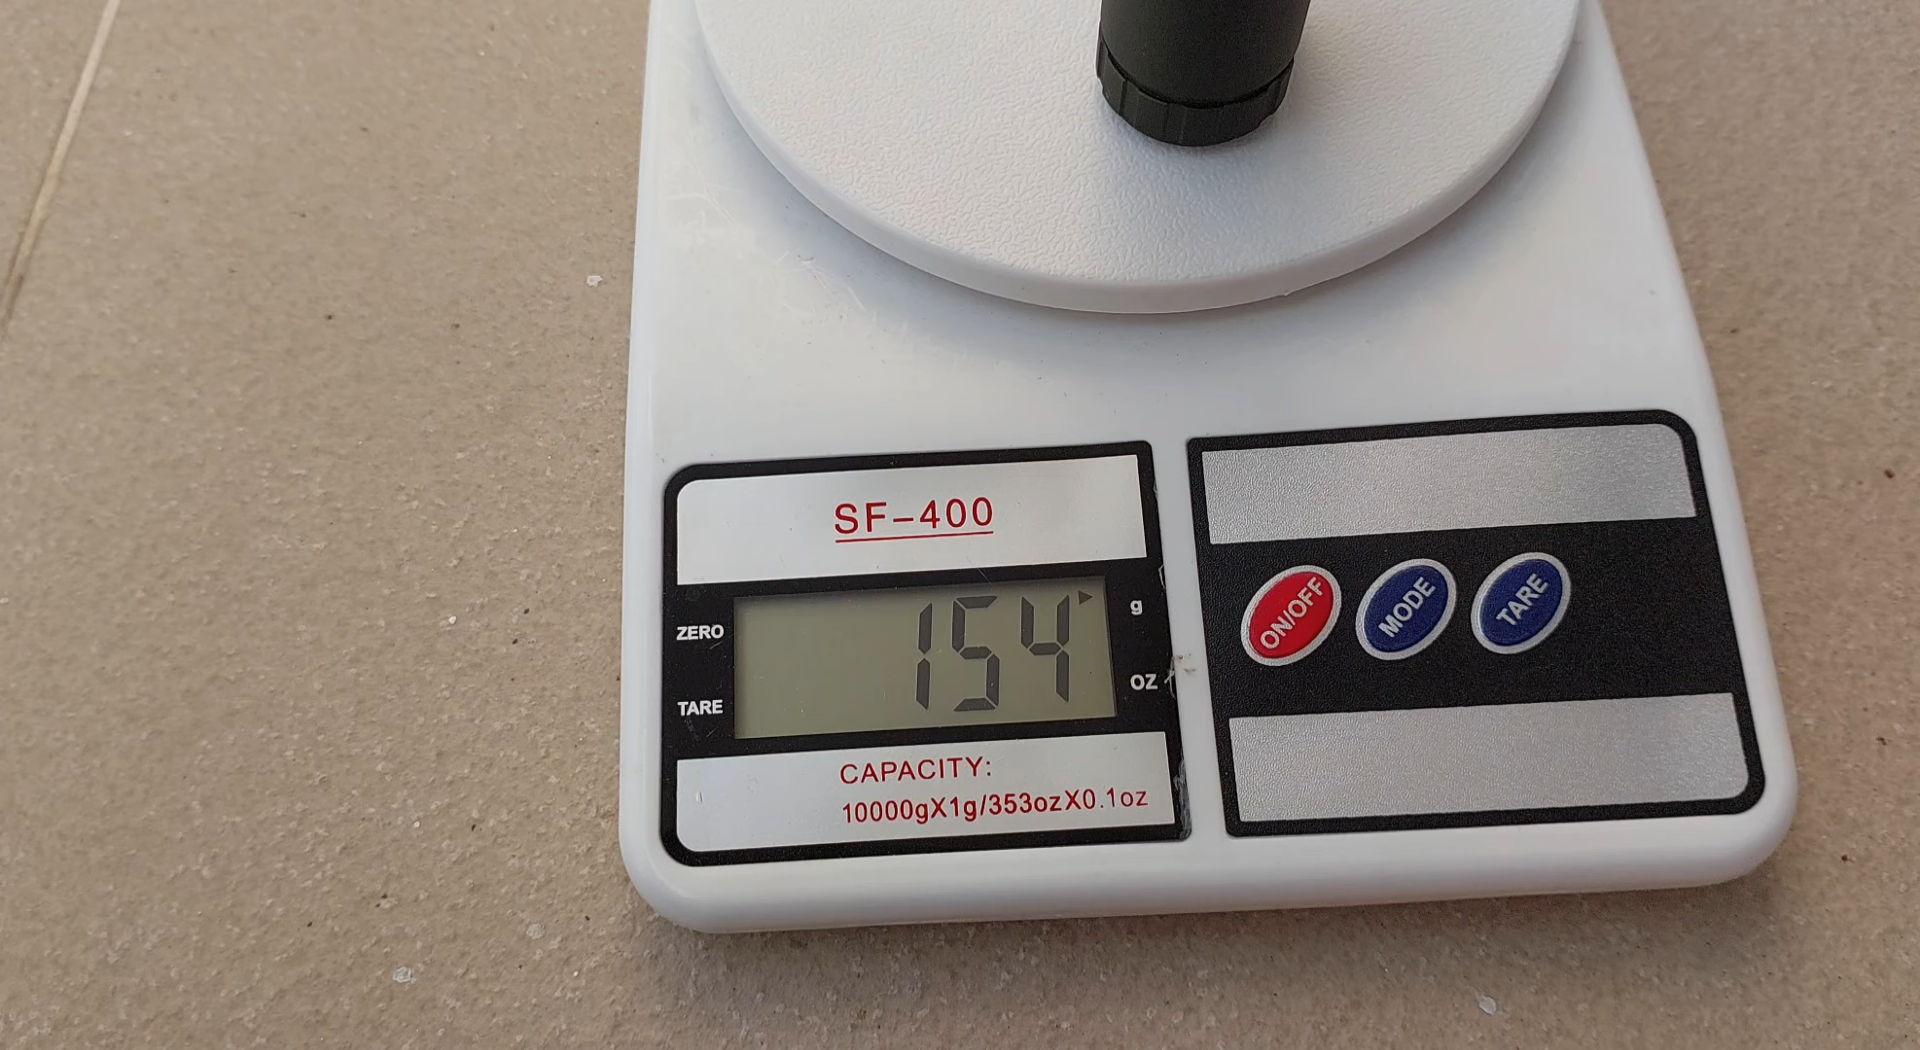 SF-400
ZERO
154
g
TARE
OZ
CAPACITY:
10000gX1g/353ozX0.1oz
ON/OFF
MODE
TARE